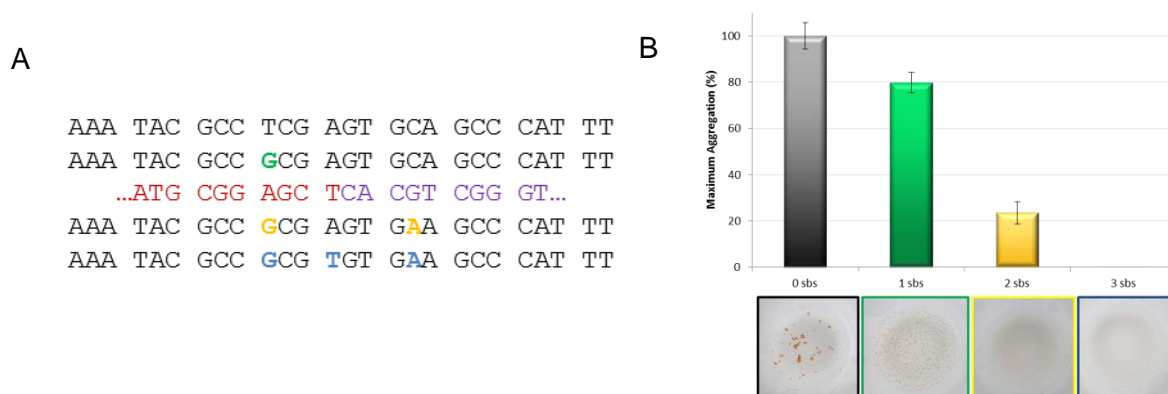 A
AAA TAC GCC TCG AGT GCA GCC CAT TT
AAA TAC GCC GCG AGT GCA GCC CAT TT
...ATG CGG AGC TCA CGT CGG GT...
AAA TAC GCC GCG AGT GAA GCC CAT TT
AAA TAC GCC GCG TGT GAA GCC CAT TT
B
Maximum Aggregation (%)
100
80
60
40
20
0
0 sbs 1 sbs 2 sbs 3 sbs